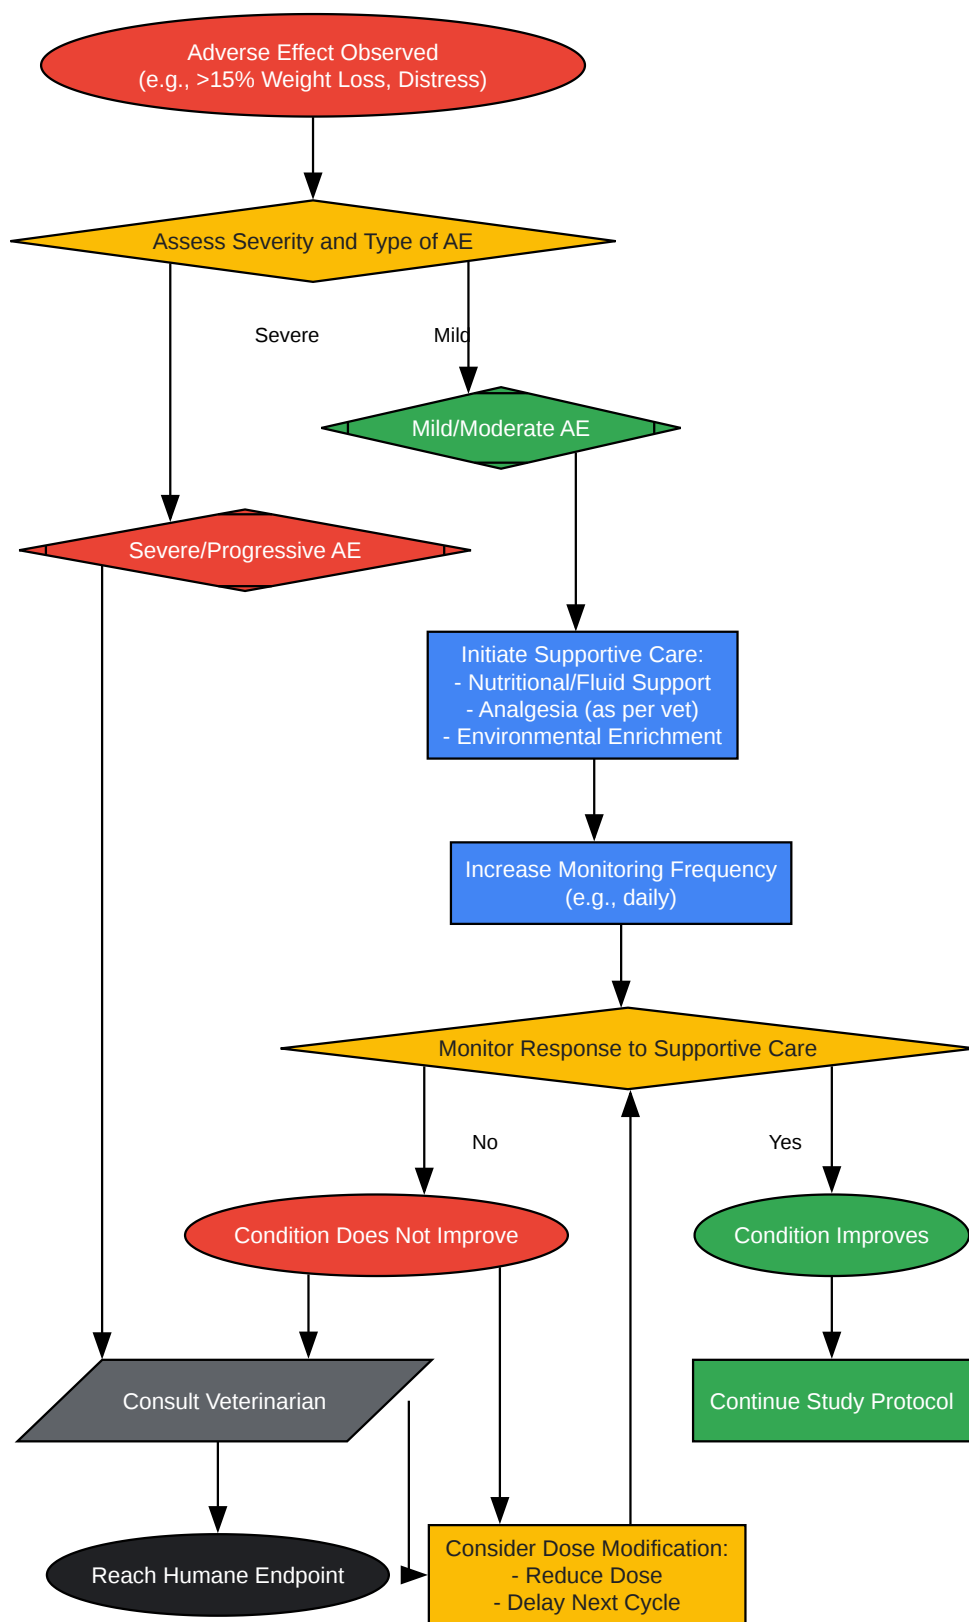 Adverse Effect Observed
(e.g., >15% Weight Loss, Distress)
Assess Severity and Type of AE
Severe
Mild
Mild/Moderate AE
Severe/Progressive AE
Initiate Supportive Care:
- Nutritional/Fluid Support
- Analgesia (as per vet)
- Environmental Enrichment
Increase Monitoring Frequency
(e.g., daily)
Monitor Response to Supportive Care
No
Yes
Condition Does Not Improve
Condition Improves
Consult Veterinarian
Continue Study Protocol
Reach Humane Endpoint
Consider Dose Modification:
- Reduce Dose
- Delay Next Cycle